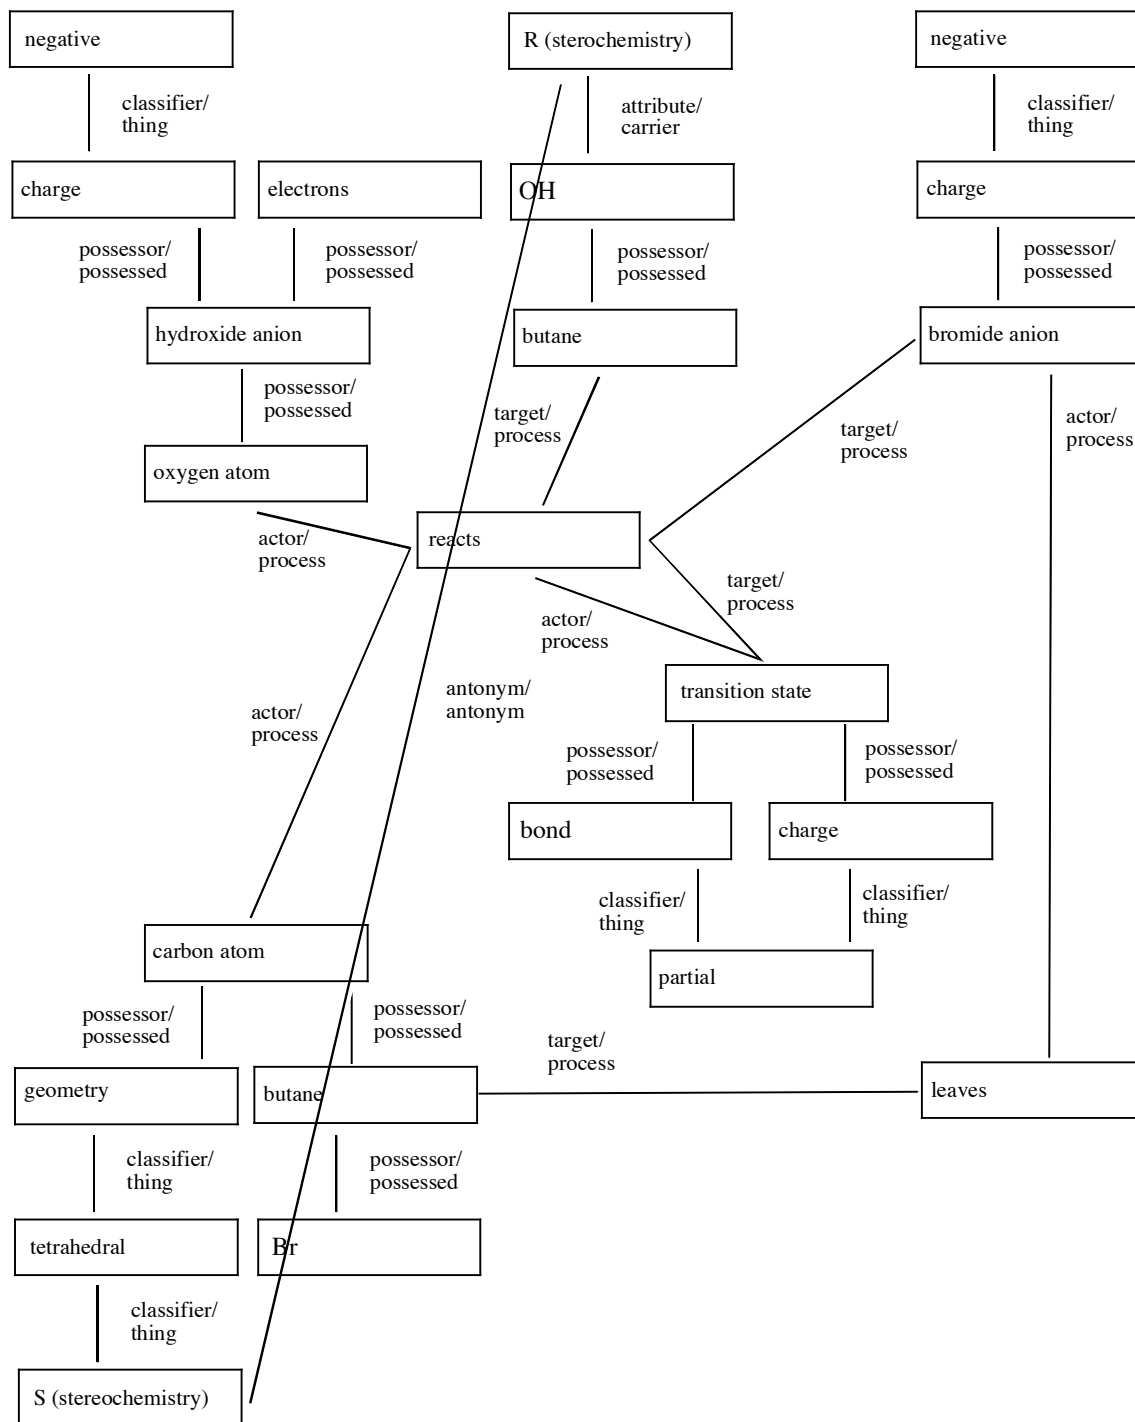 negative
R (sterochemistry)
negative
classifier/
thing
attribute/
carrier
classifier/
thing
charge
electrons
OH
charge
possessor/
possessed
possessor/
possessed
possessor/
possessed
possessor/
possessed
hydroxide anion
butane
bromide anion
possessor/
possessed
target/
process
target/
process
actor/
process
oxygen atom
reacts
actor/
process
target/
process
actor/
process
transition state
antonym/
antonym
actor/
process
possessor/
possessed
possessor/
possessed
bond
charge
classifier/
thing
classifier/
thing
carbon atom
partial
possessor/
possessed
possessor/
possessed
target/
process
geometry
butane
leaves
classifier/
thing
possessor/
possessed
tetrahedral
Br
classifier/
thing
S (stereochemistry)